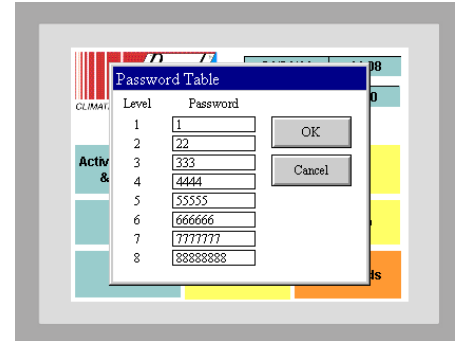 08
Password Table
0
CLIMAT
Level Password
1 1
2 22
3 333
4 4444
5 55555
6 666666
7 7777777
8 88888888
OK
Cancel
Activ
&
ds